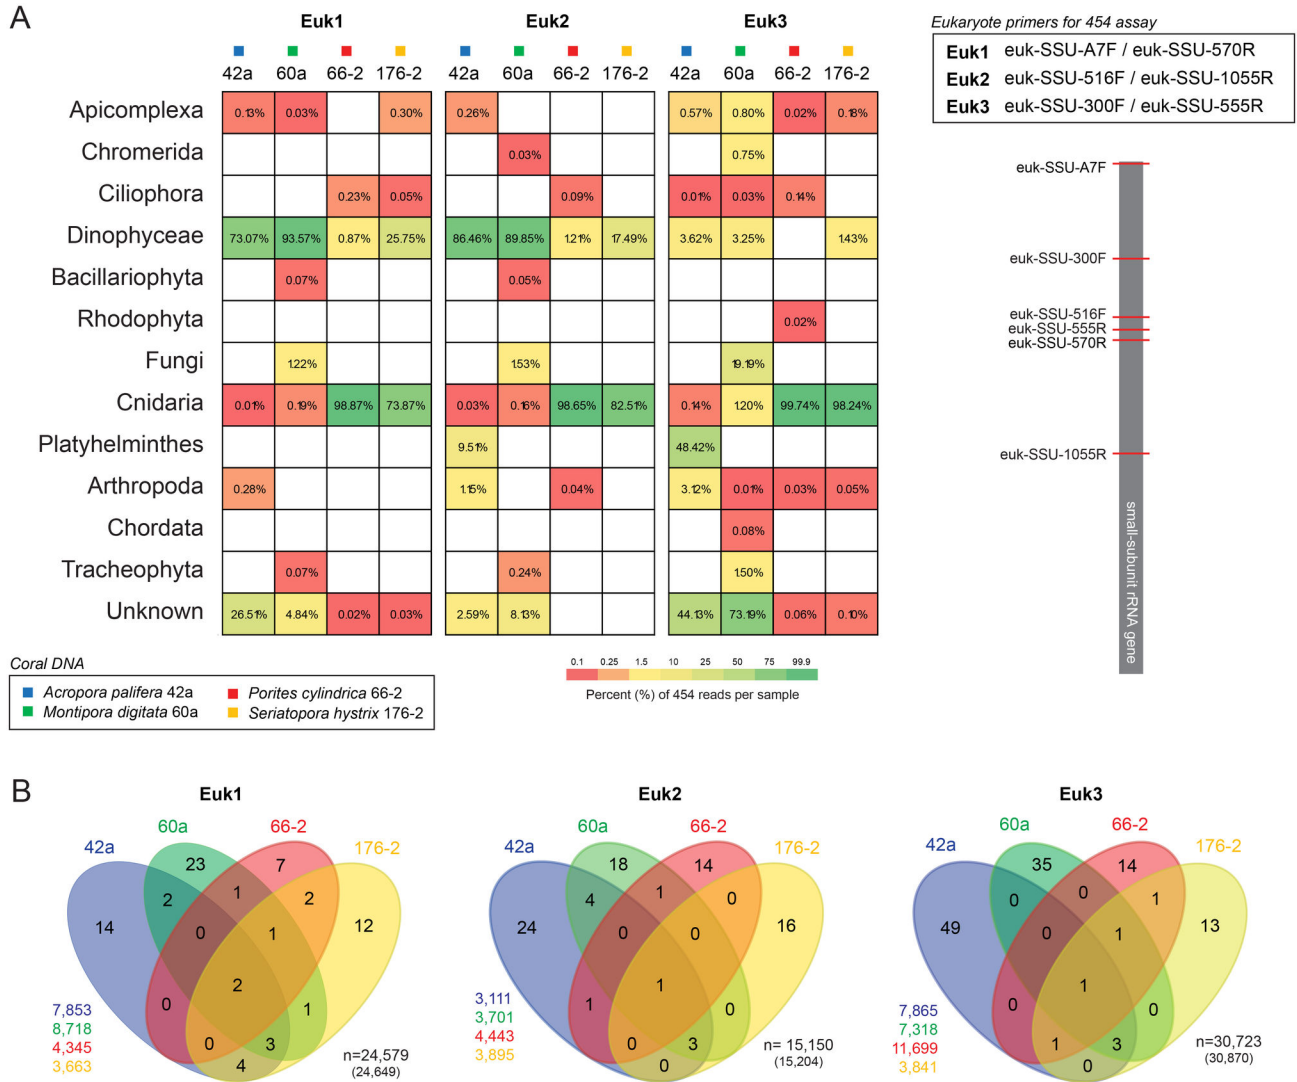 A
Euk1 Euk2 Euk3
42a 60a 66-2 176-2 42a 60a 66-2 176-2 42a 60a 66-2 176-2
Apicomplexa 0.13% 0.03% 0.30% 0.26% 0.57% 0.80% 0.02% 0.18%
Chromerida 0.03% 0.75%
Ciliophora 0.23% 0.05% 0.09% 0.01% 0.03% 0.14%
Dinophyceae 73.07% 93.57% 0.87% 25.75% 86.46% 89.85% 1.21% 17.49% 3.62% 3.25% 1.43%
Bacillariophyta 0.07% 0.05%
Rhodophyta 0.02%
Fungi 1.22% 1.53% 19.19%
Cnidaria 0.01% 0.19% 98.87% 73.87% 0.03% 0.16% 98.65% 82.51% 0.14% 1.20% 99.74% 98.24%
Platyhelminthes 9.51% 48.42%
Arthropoda 0.28% 1.15% 0.04% 3.12% 0.01% 0.03% 0.05%
Chordata 0.08%
Tracheophyta 0.07% 0.24% 1.50%
Unknown 26.51% 4.84% 0.02% 0.03% 2.59% 8.13% 44.13% 73.19% 0.06% 0.10%
Eukaryote primers for 454 assay
Euk1 euk-SSU-A7F / euk-SSU-570R
Euk2 euk-SSU-516F / euk-SSU-1055R
Euk3 euk-SSU-300F / euk-SSU-555R
euk-SSU-A7F
euk-SSU-300F
euk-SSU-516F
euk-SSU-555R
euk-SSU-570R
euk-SSU-1055R
small-subunit rRNA gene
Coral DNA
Acropora palifera 42a Porites cylindrica 66-2
Montipora digitata 60a Seriatopora hystrix 176-2
0.1 0.25 1.5 10 25 50 75 99.9
Percent (%) of 454 reads per sample
B
Euk1
42a 60a 66-2 176-2
23 7
2 1 2
14 0 1 12
2
0 1
0 3
4
7,853
8,718
4,345
3,663
n=24,579
(24,649)
Euk2
42a 60a 66-2 176-2
18 14
4 1 0
24 0 0 16
1
1 0
0 3
0
3,111
3,701
4,443
3,895
n= 15,150
(15,204)
Euk3
42a 60a 66-2 176-2
35 14
0 0 1
49 0 1 13
1
0 0
1 3
0
7,865
7,318
11,699
3,841
n=30,723
(30,870)